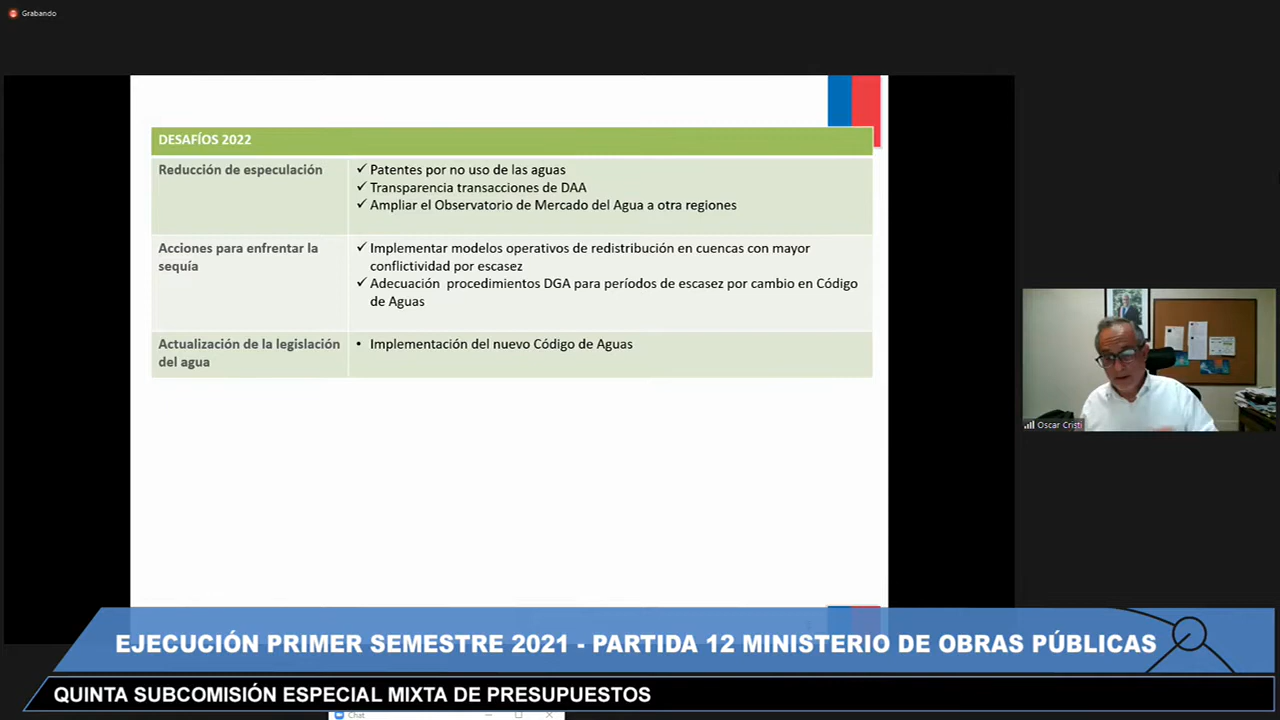 Grabando
DESAFÍOS 2022
Reducción de especulación
✓ Patentes por no uso de las aguas
✓ Transparencia transacciones de DAA
✓ Ampliar el Observatorio de Mercado del Agua a otra regiones
Acciones para enfrentar la
sequía
✓ Implementar modelos operativos de redistribución en cuencas con mayor
conflictividad por escasez
✓ Adecuación procedimientos DGA para períodos de escasez por cambio en Código
de Aguas
Actualización de la legislación
del agua
• Implementación del nuevo Código de Aguas
Oscar Cristi
EJECUCIÓN PRIMER SEMESTRE 2021 - PARTIDA 12 MINISTERIO DE OBRAS PÚBLICAS
QUINTA SUBCOMISIÓN ESPECIAL MIXTA DE PRESUPUESTOS
Chat